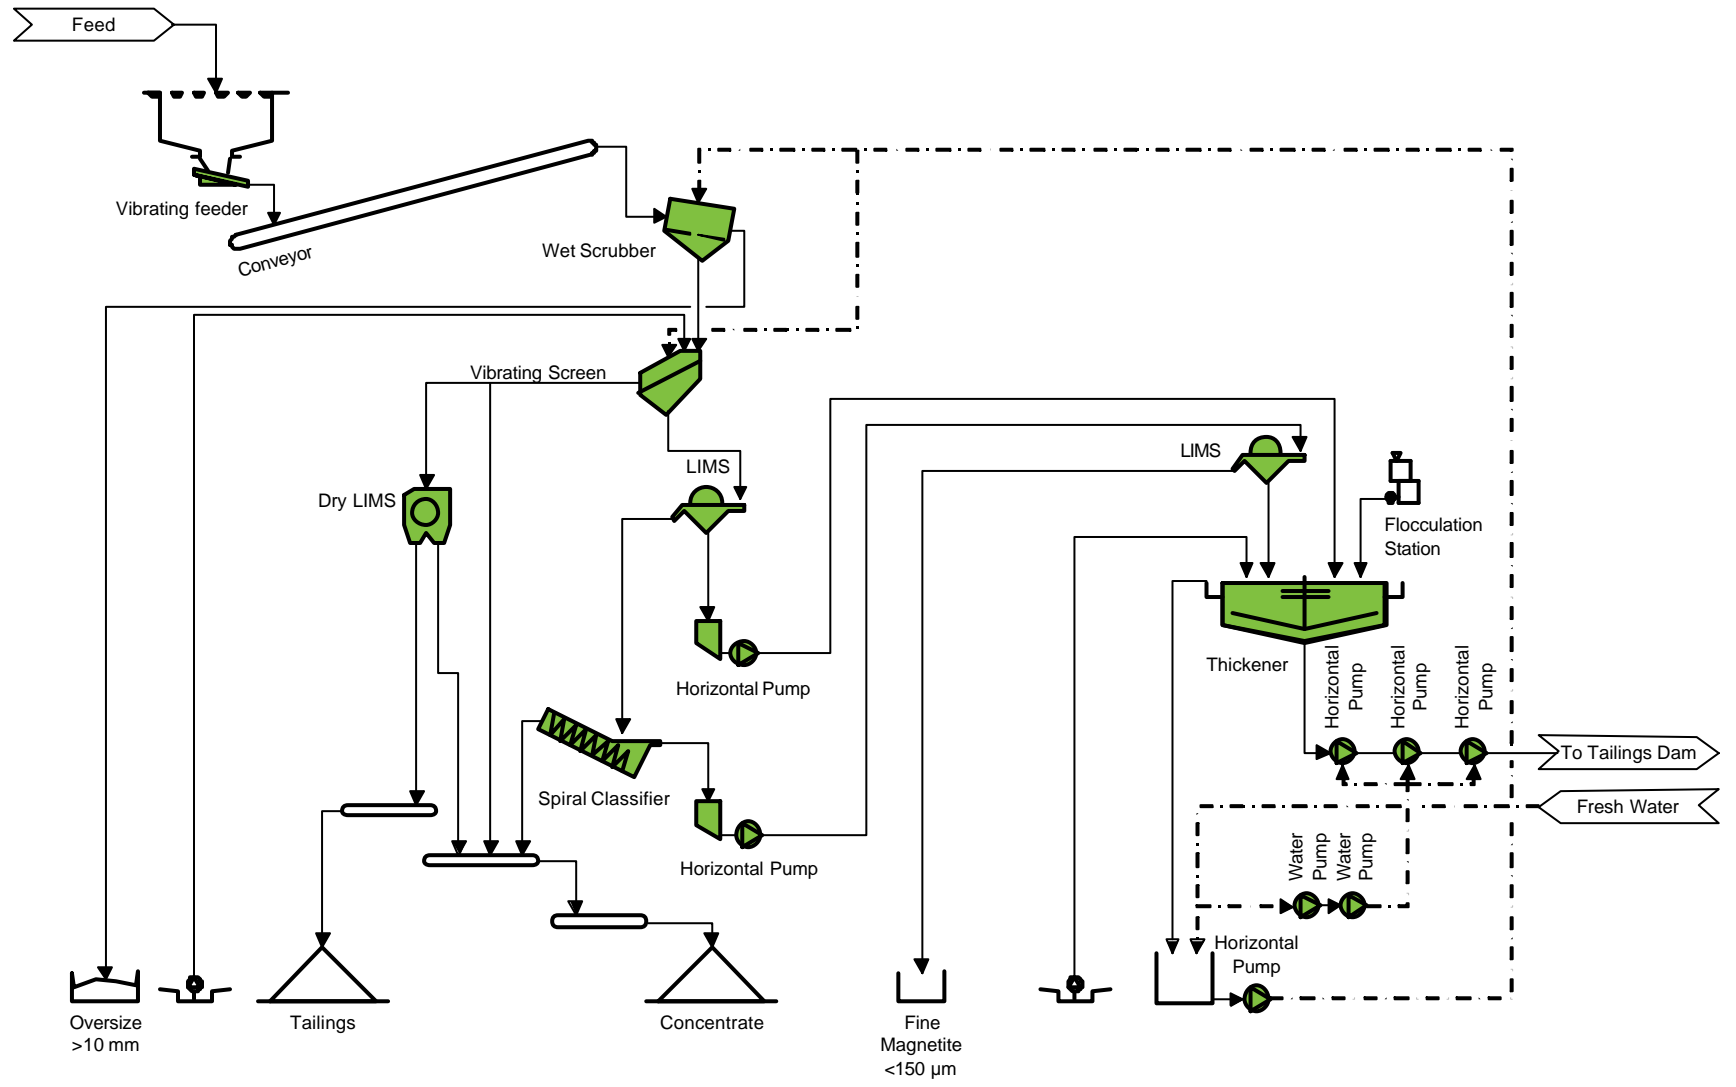 Feed
Vibrating feeder
Conveyor
Wet Scrubber
Vibrating Screen
LIMS
LIMS
Dry LIMS
Flocculation
Station
Horizontal Pump
Thickener
Horizontal
Pump
Horizontal
Pump
Horizontal
Pump
To Tailings Dam
Spiral Classifier
Fresh Water
Horizontal Pump
Water
Pump
Water
Pump
Horizontal
Pump
Oversize
>10 mm
Tailings
Concentrate
Fine
Magnetite
<150 µm